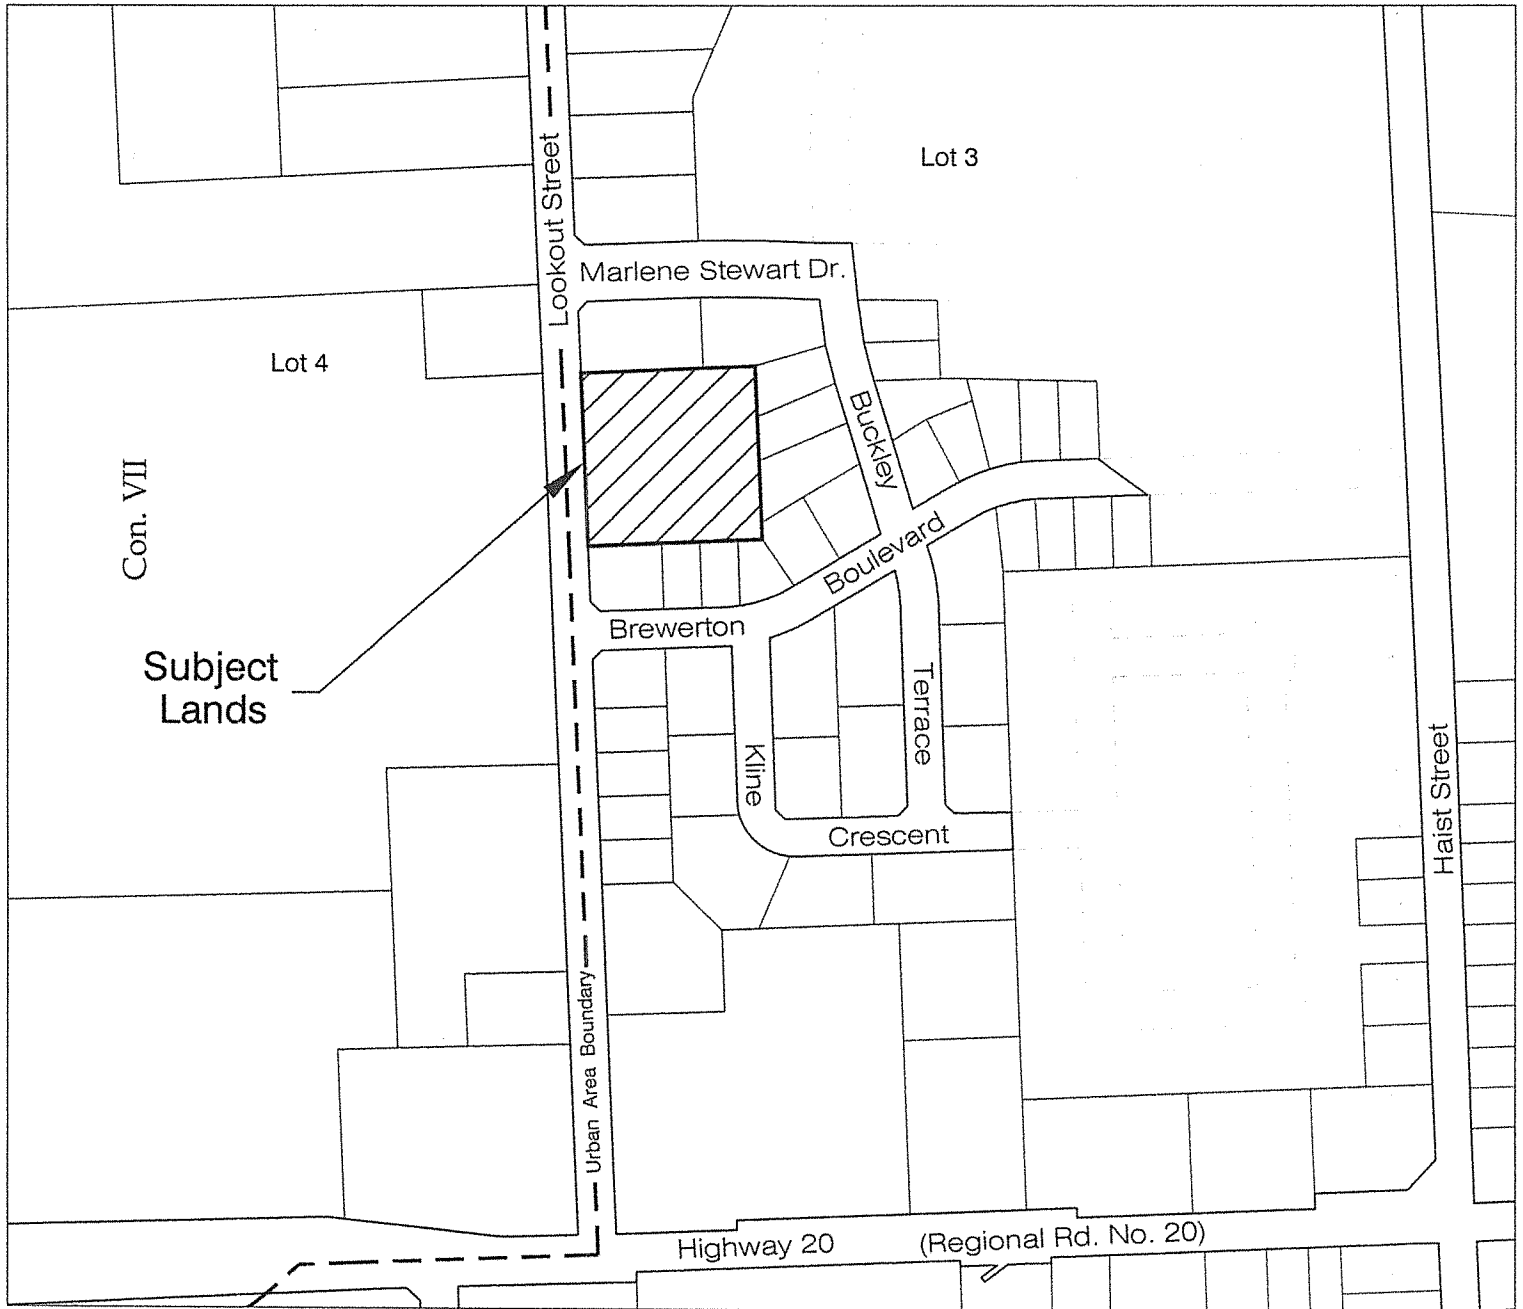 Lot 3
Lookout Street
Marlene Stewart Dr.
Lot 4
Buckley
Con. VII
Boulevard
Brewerton
Subject
Lands
Terrace
Kline
Crescent
Haist Street
Urban Area Boundary
Highway 20
(Regional Rd. No. 20)